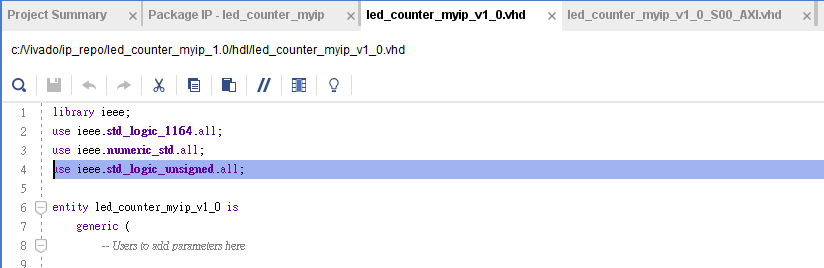 Project Summary × Package IP - led_counter_myip × led_counter_myip_v1_0.vhd × led_counter_myip_v1_0_S00_AXI.vhd ×
c:/Vivado/ip_repo/led_counter_myip_1.0/hdl/led_counter_myip_v1_0.vhd
1 library ieee;
2 use ieee.std_logic_1164.all;
3 use ieee.numeric_std.all;
4 use ieee.std_logic_unsigned.all;
5
6 entity led_counter_myip_v1_0 is
7 generic (
8 -- Users to add parameters here
9